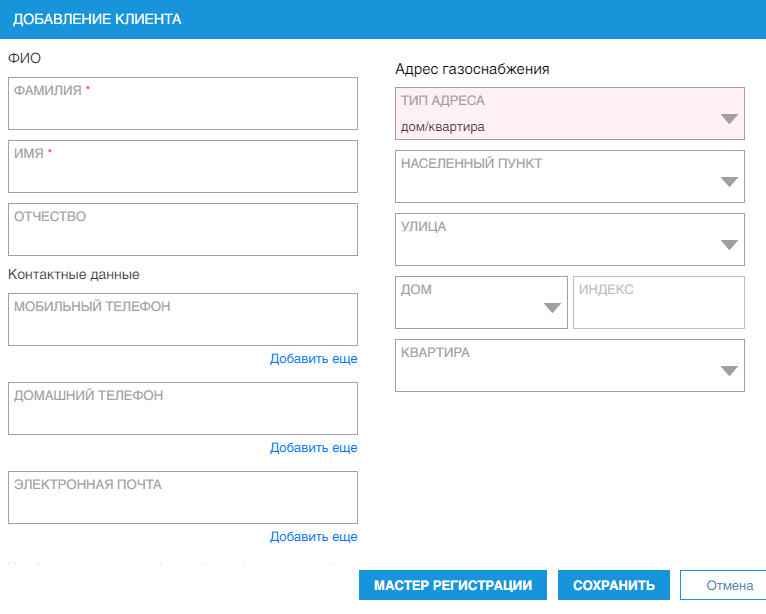 ДОБАВЛЕНИЕ КЛИЕНТА
ФИО
ФАМИЛИЯ *
ИМЯ *
ОТЧЕСТВО
Контактные данные
МОБИЛЬНЫЙ ТЕЛЕФОН
Добавить еще
ДОМАШНИЙ ТЕЛЕФОН
Добавить еще
ЭЛЕКТРОННАЯ ПОЧТА
Добавить еще
Адрес газоснабжения
ТИП АДРЕСА
дом/квартира
НАСЕЛЕННЫЙ ПУНКТ
УЛИЦА
ДОМ
ИНДЕКС
КВАРТИРА
МАСТЕР РЕГИСТРАЦИИ
СОХРАНИТЬ
Отмена